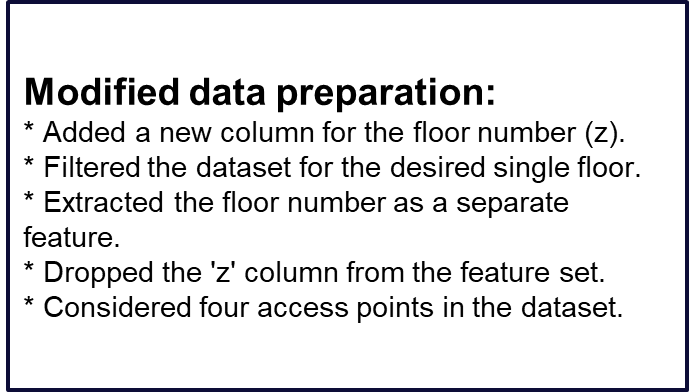 Modified data preparation:
* Added a new column for the floor number (z).
* Filtered the dataset for the desired single floor.
* Extracted the floor number as a separate
feature.
* Dropped the 'z' column from the feature set.
* Considered four access points in the dataset.